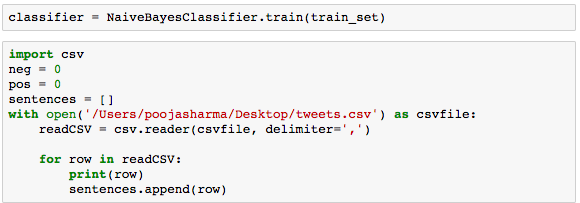 classifier = NaiveBayesClassifier.train(train_set)
import csv
neg = 0
pos = 0
sentences = []
with open('/Users/poojasharma/Desktop/tweets.csv') as csvfile:
    readCSV = csv.reader(csvfile, delimiter=',')
    for row in readCSV:
        print(row)
        sentences.append(row)